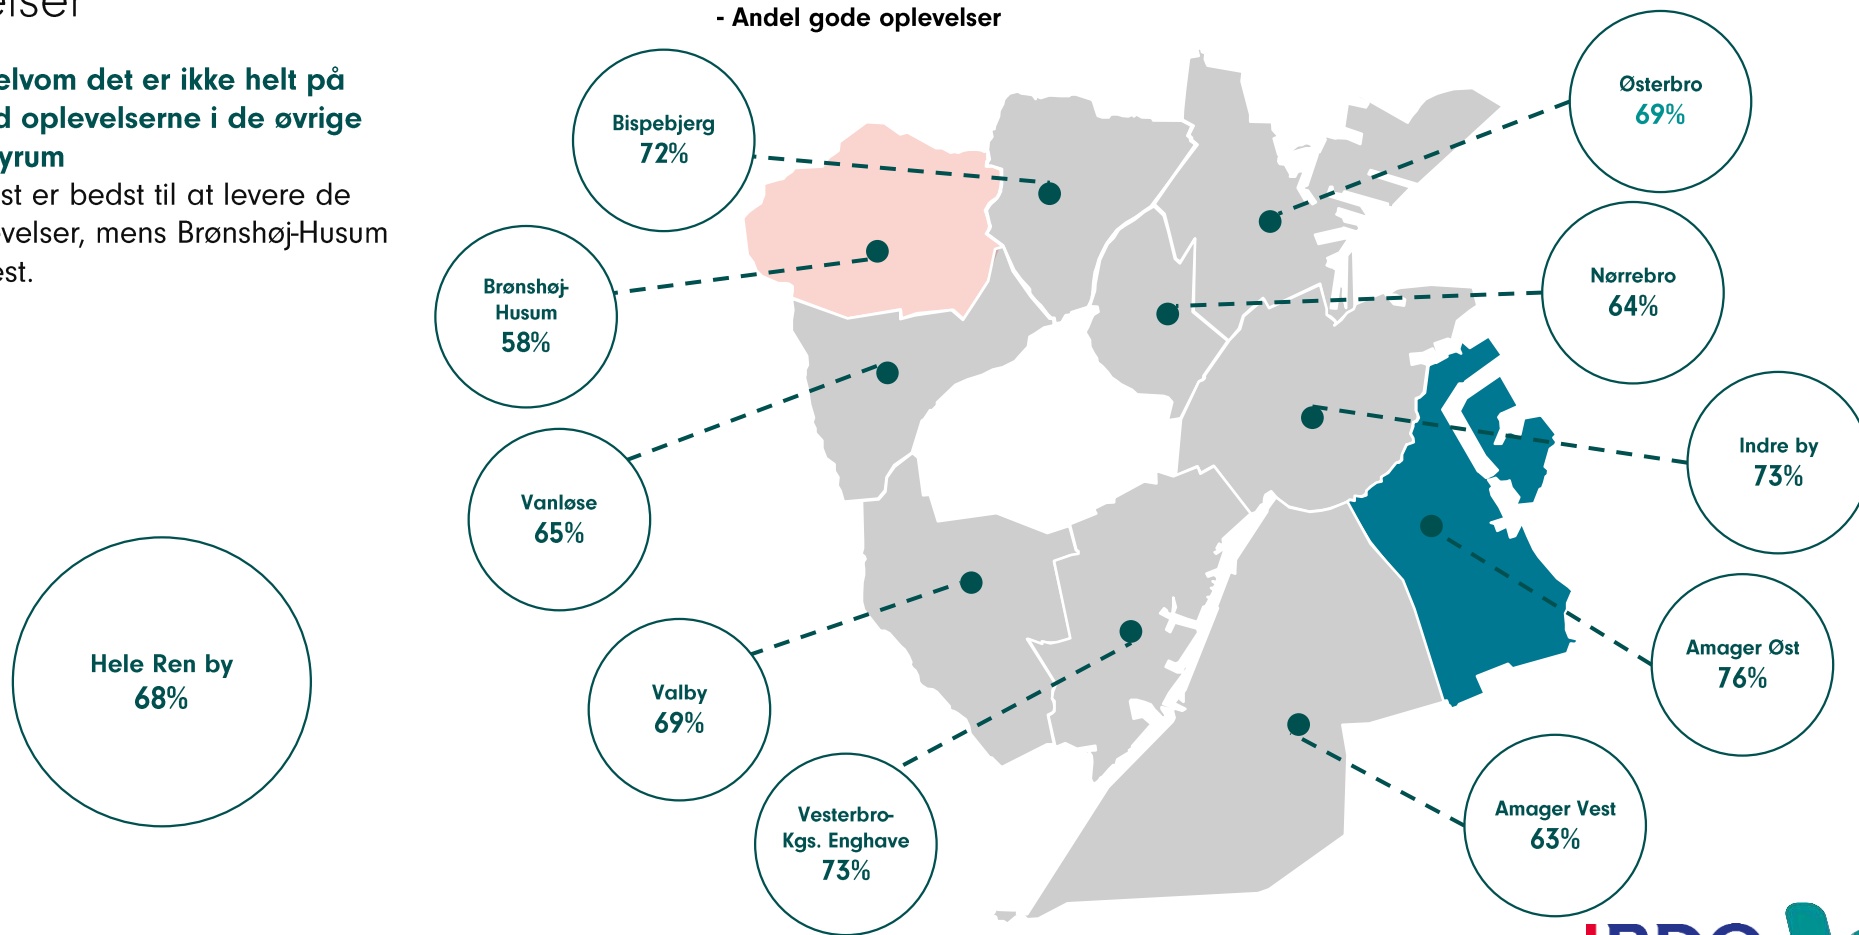 - Andel gode oplevelser
elvom det er ikke helt på
d oplevelserne i de øvrige
yrum
st er bedst til at levere de
velser, mens Brønshøj-Husum
est.
Bispebjerg
72%
Østerbro
69%
Brønshøj-
Husum
58%
Nørrebro
64%
Vanløse
65%
Indre by
73%
Hele Ren by
68%
Valby
69%
Amager Øst
76%
Vesterbro-
Kgs. Enghave
73%
Amager Vest
63%
BDO